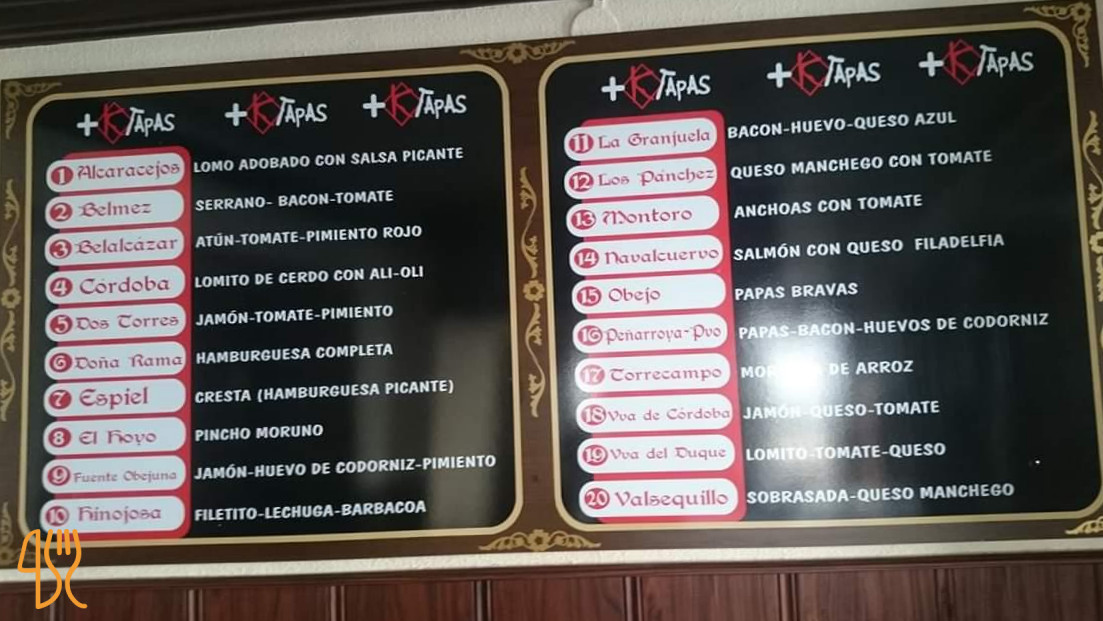 +K TAPAS +K TAPAS +K TAPAS
1 Alcaracejos LOMO ADOBADO CON SALSA PICANTE
2 Belmez SERRANO- BACON-TOMATE
3 Belalcázar ATÚN-TOMATE-PIMIENTO ROJO
4 Córdoba LOMITO DE CERDO CON ALI-OLI
5 Dos Torres JAMÓN-TOMATE-PIMIENTO
6 Doña Rama HAMBURGUESA COMPLETA
7 Espiel CRESTA (HAMBURGUESA PICANTE)
8 El Hoyo PINCHO MORUNO
9 Fuente Obejuna JAMÓN-HUEVO DE CODORNIZ-PIMIENTO
10 Hinojosa FILETITO-LECHUGA-BARBACOA
+K TAPAS +K TAPAS +K TAPAS
11 La Granjuela BACON-HUEVO-QUESO AZUL
12 Los Pánchez QUESO MANCHEGO CON TOMATE
13 Montoro ANCHOAS CON TOMATE
14 Navalcuervo SALMÓN CON QUESO FILADELFIA
15 Obejo PAPAS BRAVAS
16 Peñarroya-Pvo PAPAS-BACON-HUEVOS DE CODORNIZ
17 Torrecampo DE ARROZ
18 Vva de Córdoba JAMÓN-QUESO-TOMATE
19 Vva del Duque LOMITO-TOMATE-QUESO
20 Valsequillo SOBRASADA-QUESO MANCHEGO